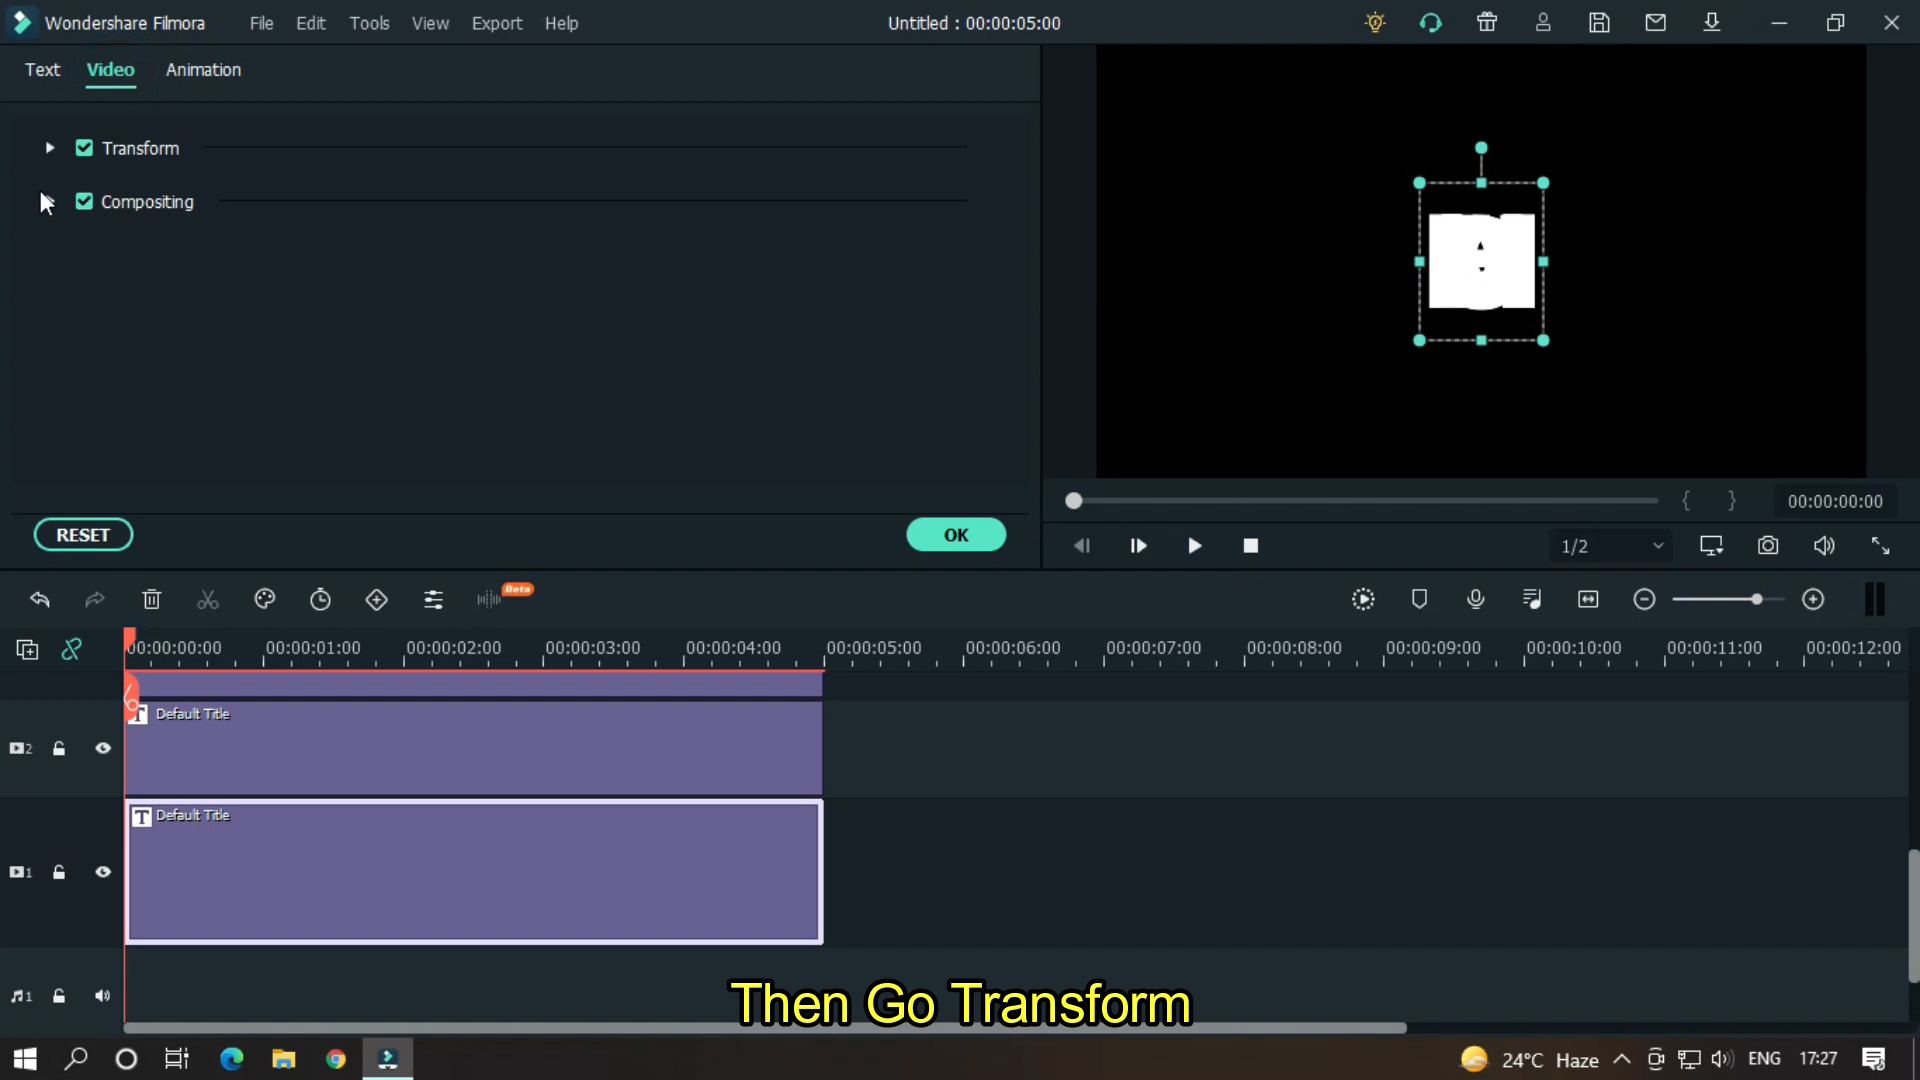 Wondershare Filmora File Edit Tools View Export Help Untitled : 00:00:05:00
Text Video Animation
Transform
Compositing
RESET OK
{ } 00:00:00:00
1/2
Beta
00:00:00:00 00:00:01:00 00:00:02:00 00:00:03:00 00:00:04:00 00:00:05:00 00:00:06:00 00:00:07:00 00:00:08:00 00:00:09:00 00:00:10:00 00:00:11:00 00:00:12:00
T Default Title
2
T Default Title
1
1
Then Go Transform
24°C Haze ENG 17:27